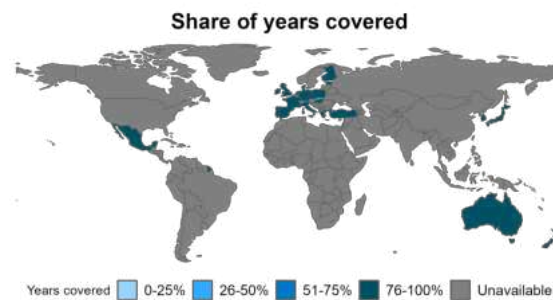 Share of years covered
Years covered 0-25% 26-50% 51-75% 76-100% Unavailable